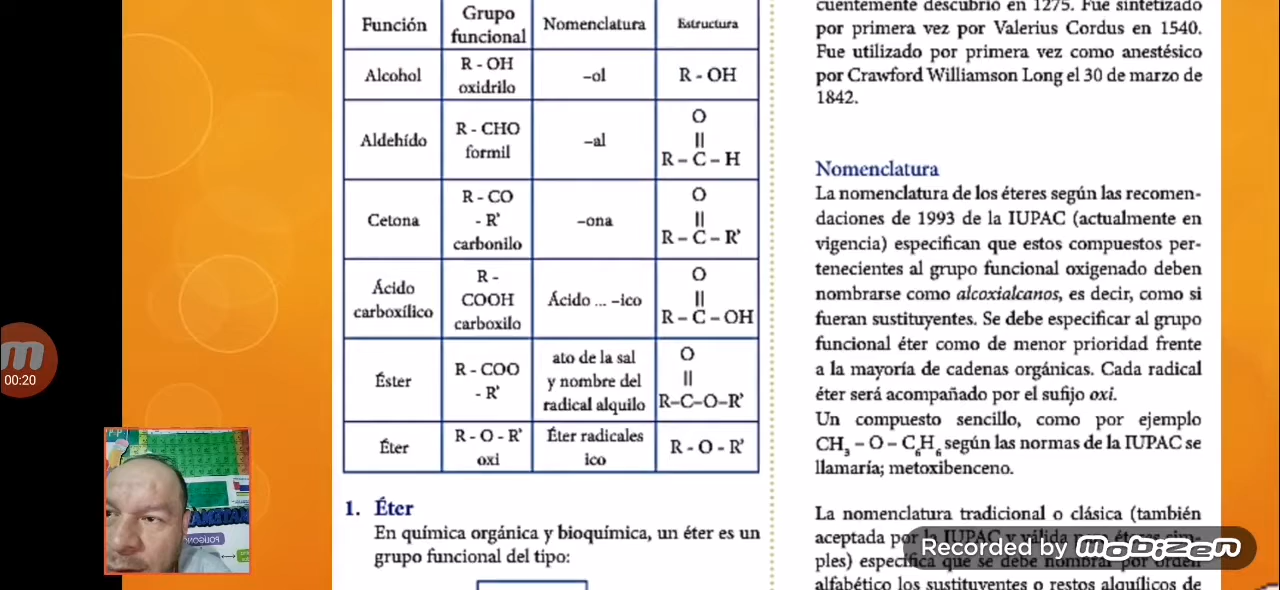 Función
Grupo
funcional
Nomenclatura
Estructura
Alcohol
R - OH
oxidrilo
–ol
R - OH
Aldehído
R - CHO
formil
–al
O
||
R – C – H
Cetona
R - CO
- R’
carbonilo
–ona
O
||
R – C – R’
Ácido
carboxílico
R -
COOH
carboxilo
Ácido ... –ico
O
||
R – C – OH
Éster
R - COO
- R’
ato de la sal
y nombre del
radical alquilo
O
||
R–C–O–R’
Éter
R - O - R’
oxi
Éter radicales
ico
R - O - R’
1. Éter
En química orgánica y bioquímica, un éter es un
grupo funcional del tipo:
cuentemente descubrió en 1275. Fue sintetizado
por primera vez por Valerius Cordus en 1540.
Fue utilizado por primera vez como anestésico
por Crawford Williamson Long el 30 de marzo de
1842.
Nomenclatura
La nomenclatura de los éteres según las recomen-
daciones de 1993 de la IUPAC (actualmente en
vigencia) especifican que estos compuestos per-
tenecientes al grupo funcional oxigenado deben
nombrarse como alcoxialcanos, es decir, como si
fueran sustituyentes. Se debe especificar al grupo
funcional éter como de menor prioridad frente
a la mayoría de cadenas orgánicas. Cada radical
éter será acompañado por el sufijo oxi.
Un compuesto sencillo, como por ejemplo
CH₃ – O – C₆H₆ según las normas de la IUPAC se
llamaría; metoxibenceno.
La nomenclatura tradicional o clásica (también
aceptada por la IUPAC y válida
ples) especifica que se debe nombrar por orden
alfabético los sustituyentes o restos alquílicos de
00:20
Recorded by mobizen